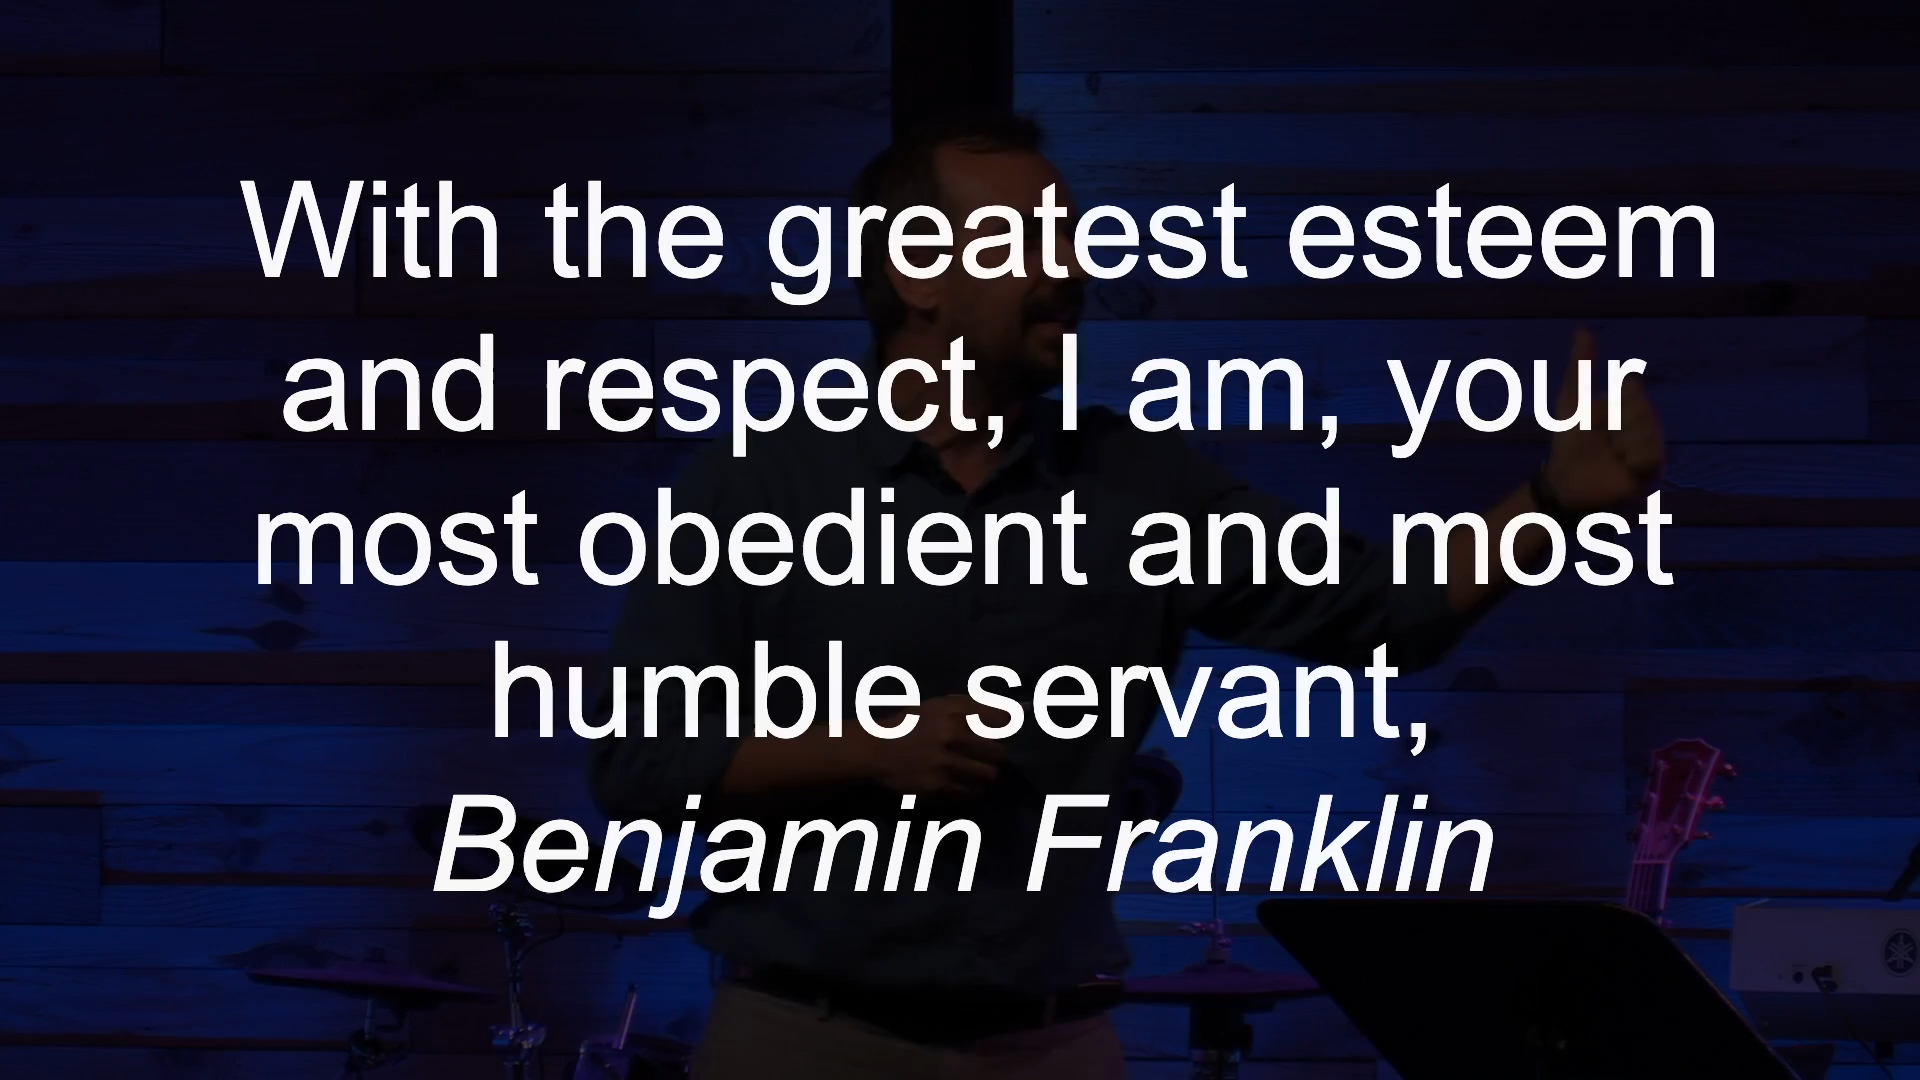 With the greatest esteem
and respect, I am, your
most obedient and most
humble servant,
Benjamin Franklin